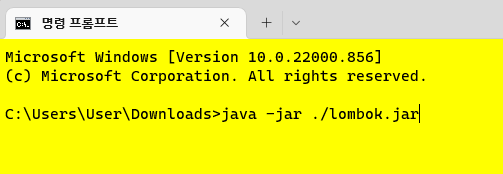 명령 프롬프트
Microsoft Windows [Version 10.0.22000.856]
(c) Microsoft Corporation. All rights reserved.
C:\Users\User\Downloads>java -jar ./lombok.jar